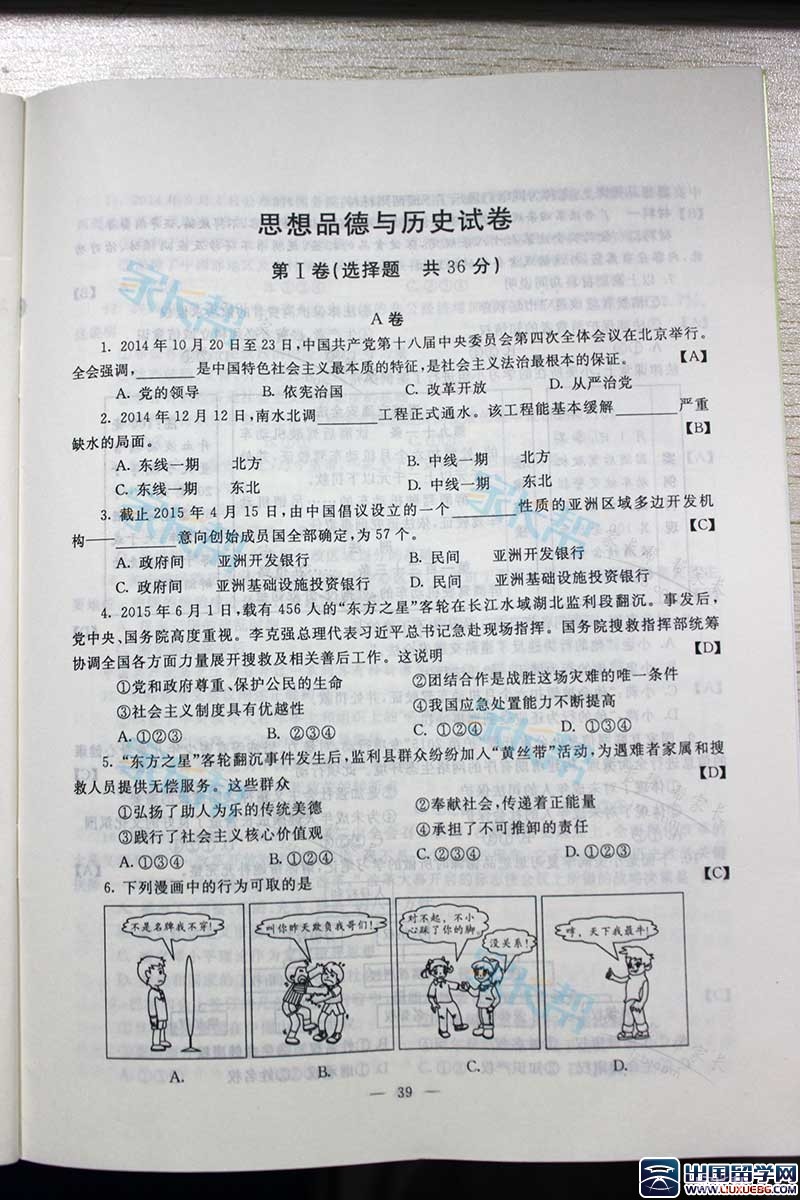 思想品德与历史试卷
第Ⅰ卷(选择题 共36分)
A卷
1. 2014年10月20日至23日,中国共产党第十八届中央委员会第四次全体会议在北京举行。
全会强调,________是中国特色社会主义最本质的特征,是社会主义法治最根本的保证。 【A】
A. 党的领导 B. 依宪治国 C. 改革开放 D. 从严治党
2. 2014年12月12日,南水北调________工程正式通水。该工程能基本缓解________严重
缺水的局面。 【B】
A. 东线一期 北方 B. 中线一期 北方
C. 东线一期 东北 D. 中线一期 东北
3. 截止2015年4月15日,由中国倡议设立的一个________性质的亚洲区域多边开发机
构——________意向创始成员国全部确定,为57个。 【C】
A. 政府间 亚洲开发银行 B. 民间 亚洲开发银行
C. 政府间 亚洲基础设施投资银行 D. 民间 亚洲基础设施投资银行
4. 2015年6月1日,载有456人的“东方之星”客轮在长江水域湖北监利段翻沉。事发后,
党中央、国务院高度重视。李克强总理代表习近平总书记急赴现场指挥。国务院搜救指挥部统筹
协调全国各方面力量展开搜救及相关善后工作。这说明 【D】
①党和政府尊重、保护公民的生命 ②团结合作是战胜这场灾难的唯一条件
③社会主义制度具有优越性 ④我国应急处置能力不断提高
A. ①②③ B. ②③④ C. ①②④ D. ①③④
5. “东方之星”客轮翻沉事件发生后,监利县群众纷纷加入“黄丝带”活动,为遇难者家属和搜
救人员提供无偿服务。这些群众 【D】
①弘扬了助人为乐的传统美德 ②奉献社会,传递着正能量
③践行了社会主义核心价值观 ④承担了不可推卸的责任
A. ①③④ B. ①②④ C. ②③④ D. ①②③
6. 下列漫画中的行为可取的是 【C】
不是名牌我不穿!
叫你昨天欺负我哥们!
对不起,不小
心踩了你的脚。
没关系!
哼,天下我最牛!
A. B. C. D.
— 39 —
家长帮
出国留学网
www.liuxue86.com